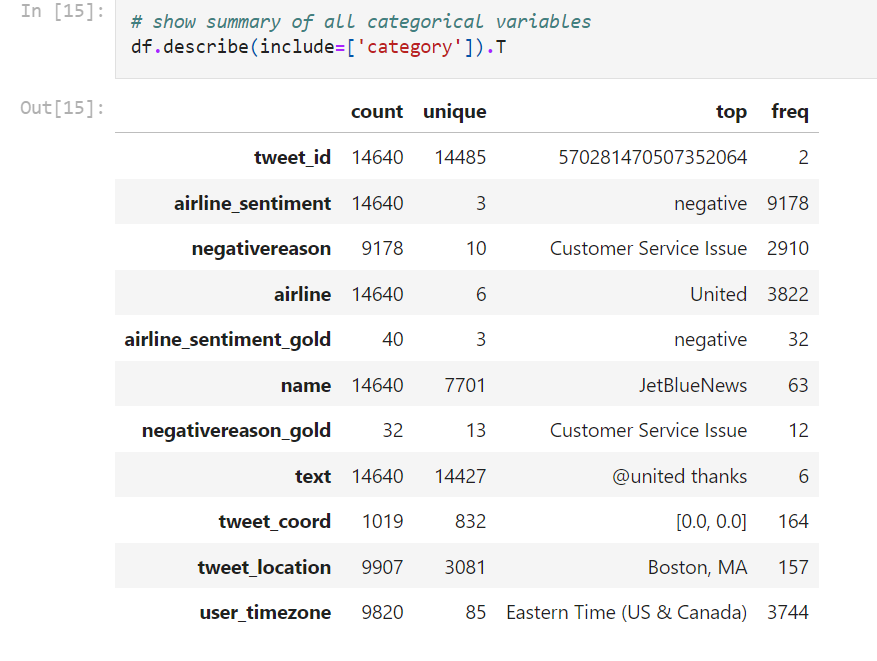 In [15]:
# show summary of all categorical variables
df.describe(include=['category']).T
Out[15]:
count unique top freq
tweet_id 14640 14485 570281470507352064 2
airline_sentiment 14640 3 negative 9178
negativereason 9178 10 Customer Service Issue 2910
airline 14640 6 United 3822
airline_sentiment_gold 40 3 negative 32
name 14640 7701 JetBlueNews 63
negativereason_gold 32 13 Customer Service Issue 12
text 14640 14427 @united thanks 6
tweet_coord 1019 832 [0.0, 0.0] 164
tweet_location 9907 3081 Boston, MA 157
user_timezone 9820 85 Eastern Time (US & Canada) 3744